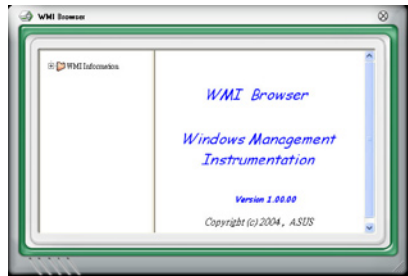 WMI Browser
WMI Information
WMI Browser
Windows Management
Instrumentation
Version 1.00.00
Copyright (c) 2004, ASUS